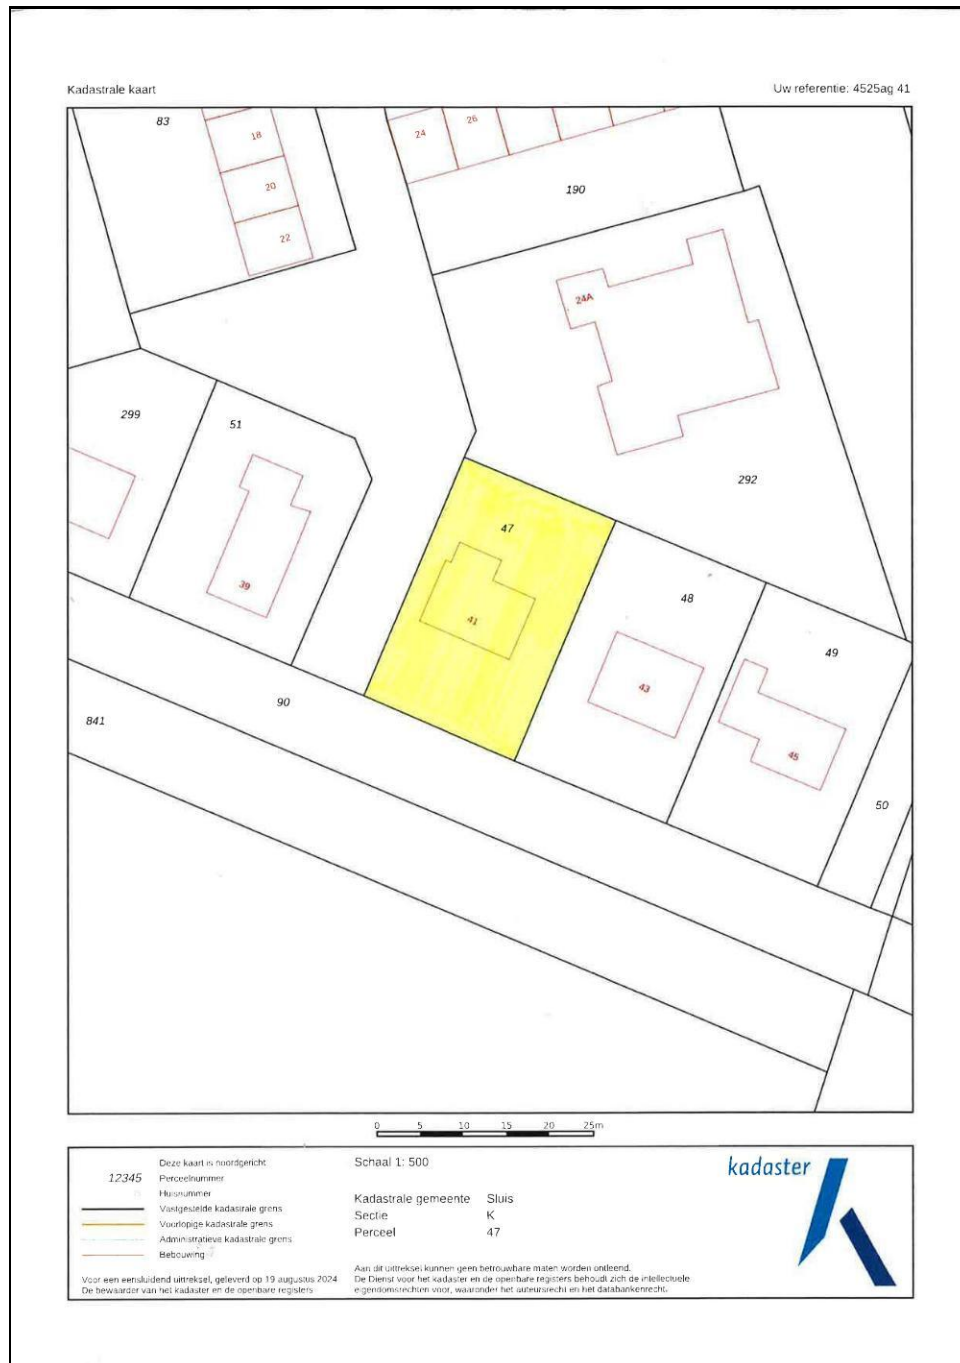 Kadastrale kaart
Uw referentie: 4525ag 41
83
18
20
22
24
26
190
24A
292
299
51
39
47
41
48
43
49
45
50
90
841
0 5 10 15 20 25m
Deze kaart is noordgericht
12345 Perceelnummer
Huisnummer
Vastgestelde kadastrale grens
Voorlopige kadastrale grens
Administratieve kadastrale grens
Bebouwing
Voor een eensluidend uittreksel, geleverd op 19 augustus 2024
De bewaarder van het kadaster en de openbare registers
Schaal 1: 500
Kadastrale gemeente Sluis
Sectie K
Perceel 47
Aan dit uittreksel kunnen geen betrouwbare maten worden ontleend.
De Dienst voor het kadaster en de openbare registers behoudt zich de intellectuele
eigendomsrechten voor, waaronder het auteursrecht en het databankenrecht.
kadaster